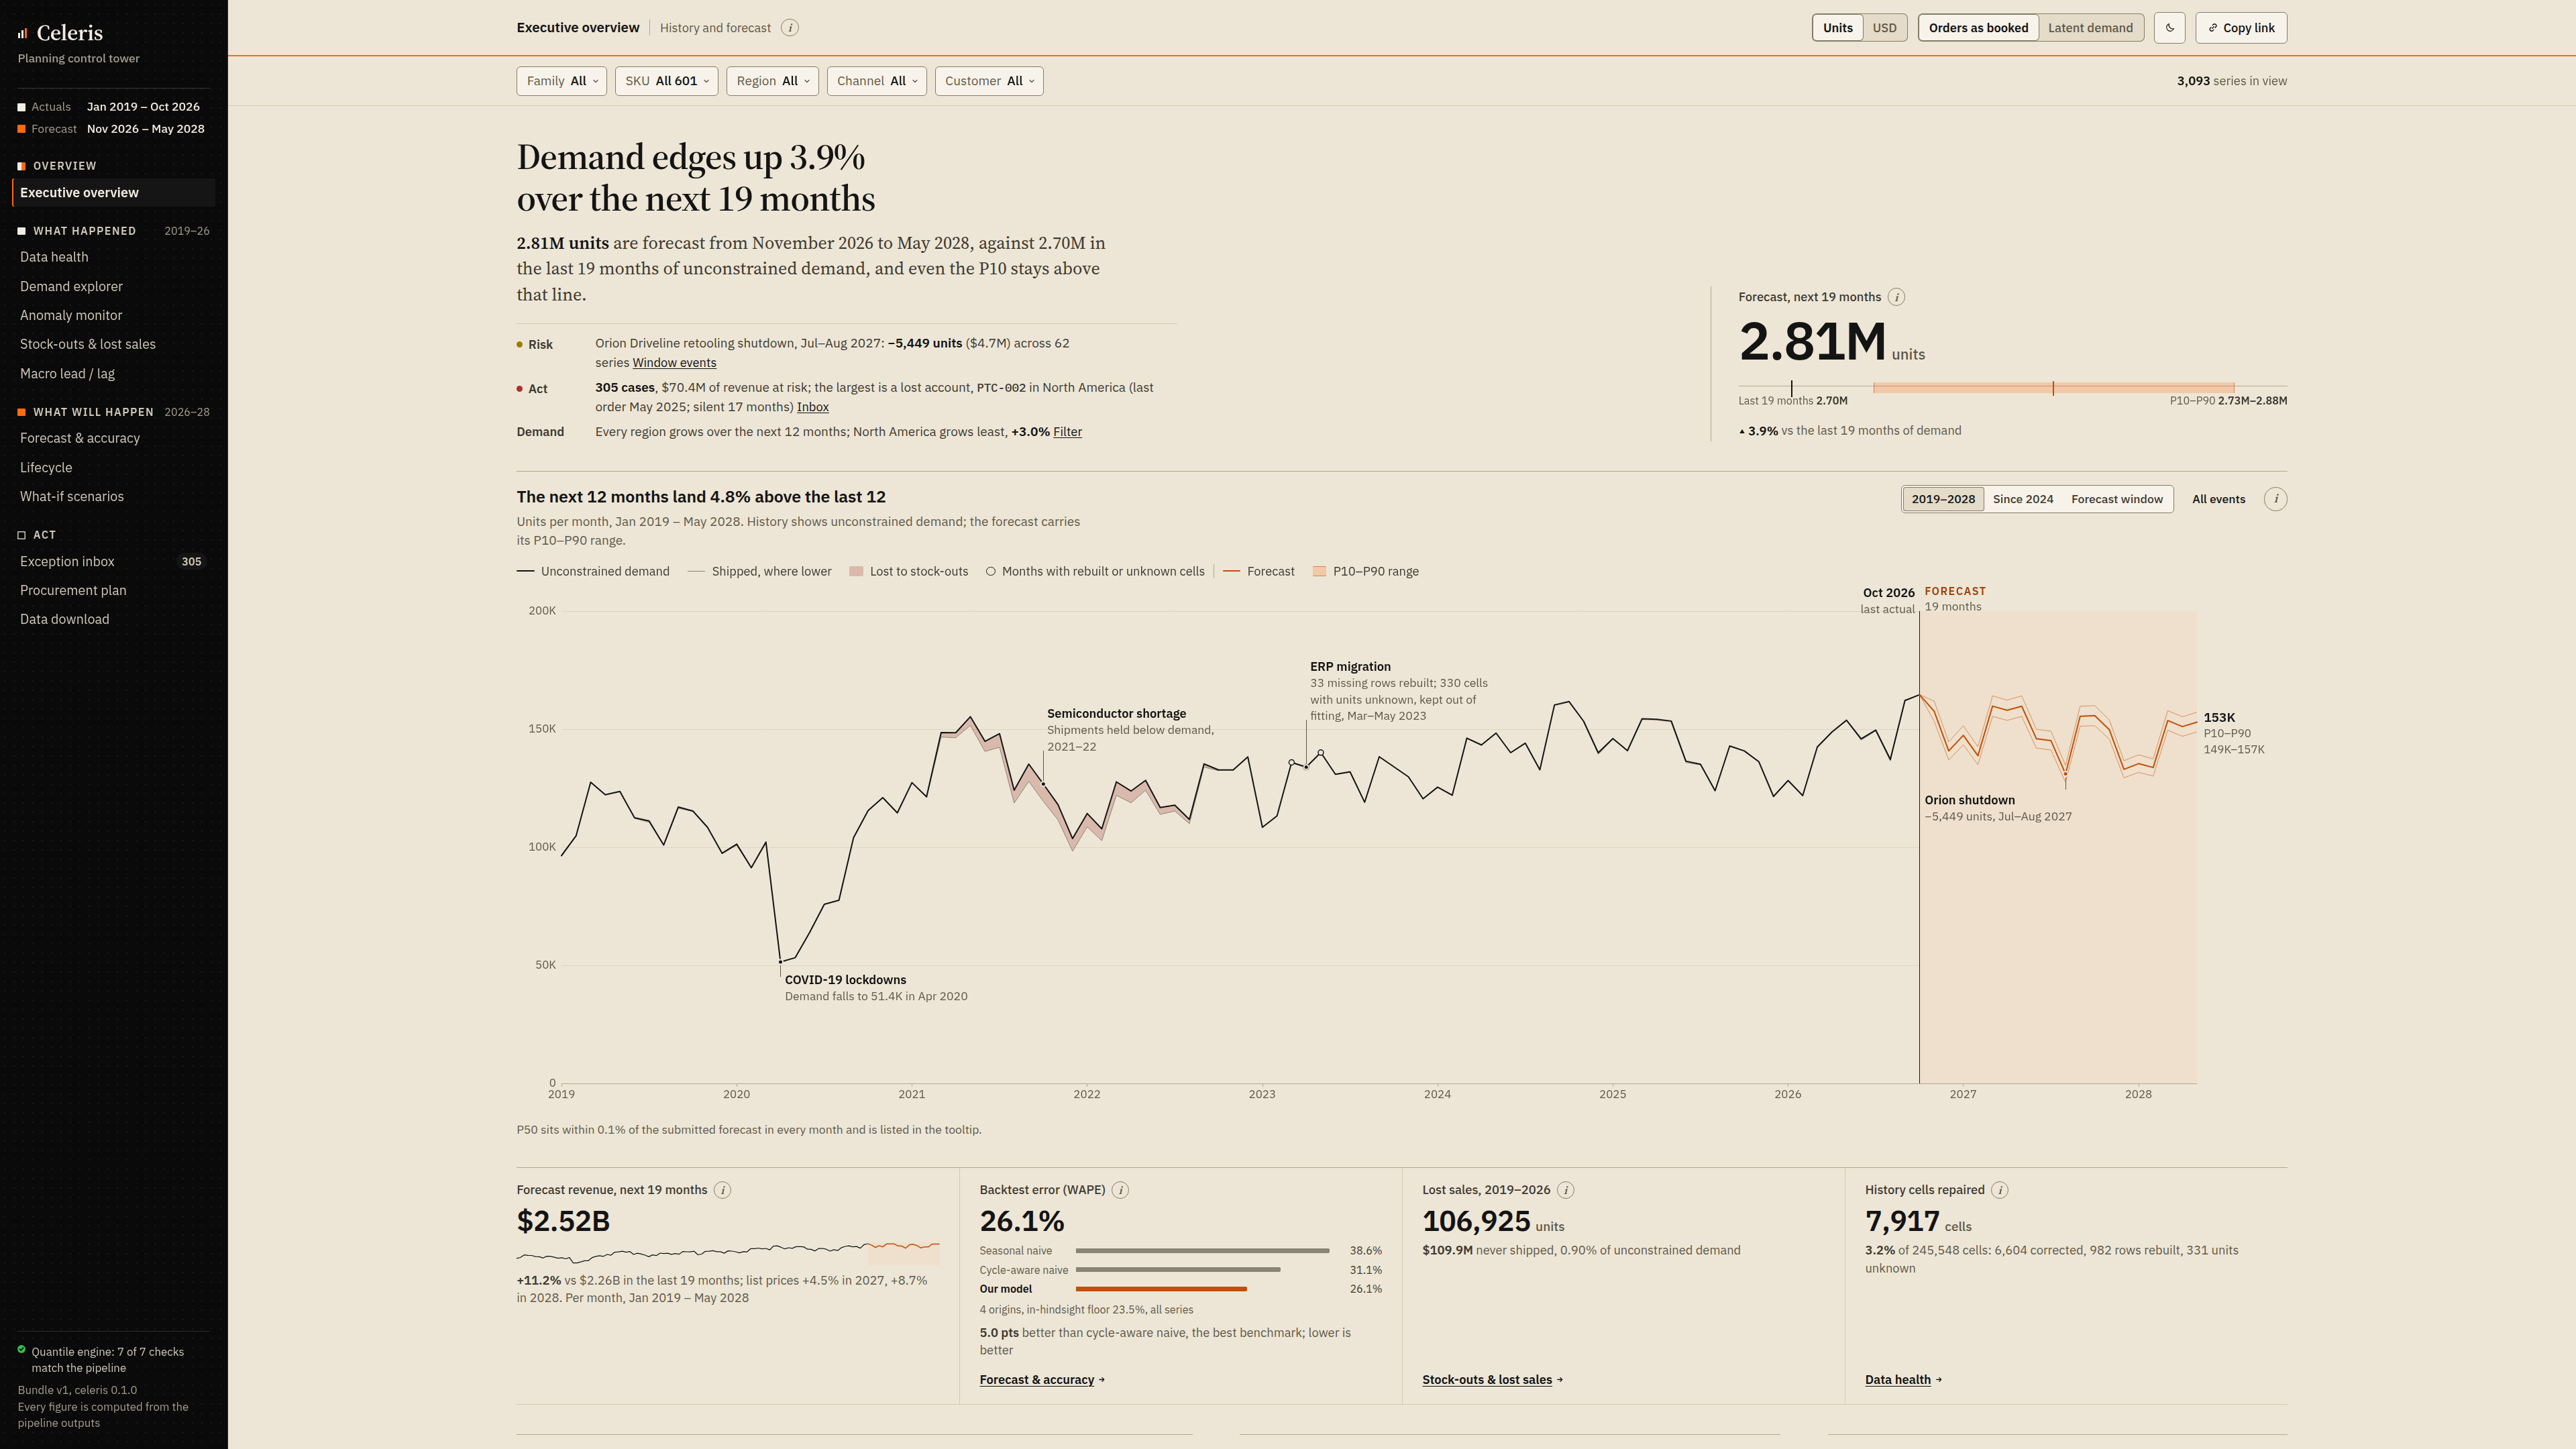 Celeris
Planning control tower
Actuals Jan 2019 – Oct 2026
Forecast Nov 2026 – May 2028
OVERVIEW
Executive overview
WHAT HAPPENED 2019–26
Data health
Demand explorer
Anomaly monitor
Stock-outs & lost sales
Macro lead / lag
WHAT WILL HAPPEN 2026–28
Forecast & accuracy
Lifecycle
What-if scenarios
ACT
Exception inbox 305
Procurement plan
Data download
Quantile engine: 7 of 7 checks
match the pipeline
Bundle v1, celeris 0.1.0
Every figure is computed from the
pipeline outputs
Executive overview History and forecast i
Units USD Orders as booked Latent demand Copy link
Family All SKU All 601 Region All Channel All Customer All
3,093 series in view
Demand edges up 3.9%
over the next 19 months
2.81M units are forecast from November 2026 to May 2028, against 2.70M in
the last 19 months of unconstrained demand, and even the P10 stays above
that line.
Risk Orion Driveline retooling shutdown, Jul–Aug 2027: −5,449 units ($4.7M) across 62
series Window events
Act 305 cases, $70.4M of revenue at risk; the largest is a lost account, PTC-002 in North America (last
order May 2025; silent 17 months) Inbox
Demand Every region grows over the next 12 months; North America grows least, +3.0% Filter
Forecast, next 19 months i
2.81M units
Last 19 months 2.70M P10–P90 2.73M–2.88M
▲ 3.9% vs the last 19 months of demand
The next 12 months land 4.8% above the last 12
Units per month, Jan 2019 – May 2028. History shows unconstrained demand; the forecast carries
its P10–P90 range.
2019–2028 Since 2024 Forecast window All events i
Unconstrained demand Shipped, where lower Lost to stock-outs Months with rebuilt or unknown cells Forecast P10–P90 range
Oct 2026 FORECAST
last actual 19 months
200K
150K
100K
50K
0
ERP migration
33 missing rows rebuilt; 330 cells
with units unknown, kept out of
fitting, Mar–May 2023
Semiconductor shortage
Shipments held below demand,
2021–22
153K
P10–P90
149K–157K
Orion shutdown
−5,449 units, Jul–Aug 2027
COVID-19 lockdowns
Demand falls to 51.4K in Apr 2020
2019 2020 2021 2022 2023 2024 2025 2026 2027 2028
P50 sits within 0.1% of the submitted forecast in every month and is listed in the tooltip.
Forecast revenue, next 19 months i
$2.52B
+11.2% vs $2.26B in the last 19 months; list prices +4.5% in 2027, +8.7%
in 2028. Per month, Jan 2019 – May 2028
Backtest error (WAPE) i
26.1%
Seasonal naive 38.6%
Cycle-aware naive 31.1%
Our model 26.1%
4 origins, in-hindsight floor 23.5%, all series
5.0 pts better than cycle-aware naive, the best benchmark; lower is
better
Forecast & accuracy →
Lost sales, 2019–2026 i
106,925 units
$109.9M never shipped, 0.90% of unconstrained demand
Stock-outs & lost sales →
History cells repaired i
7,917 cells
3.2% of 245,548 cells: 6,604 corrected, 982 rows rebuilt, 331 units
unknown
Data health →